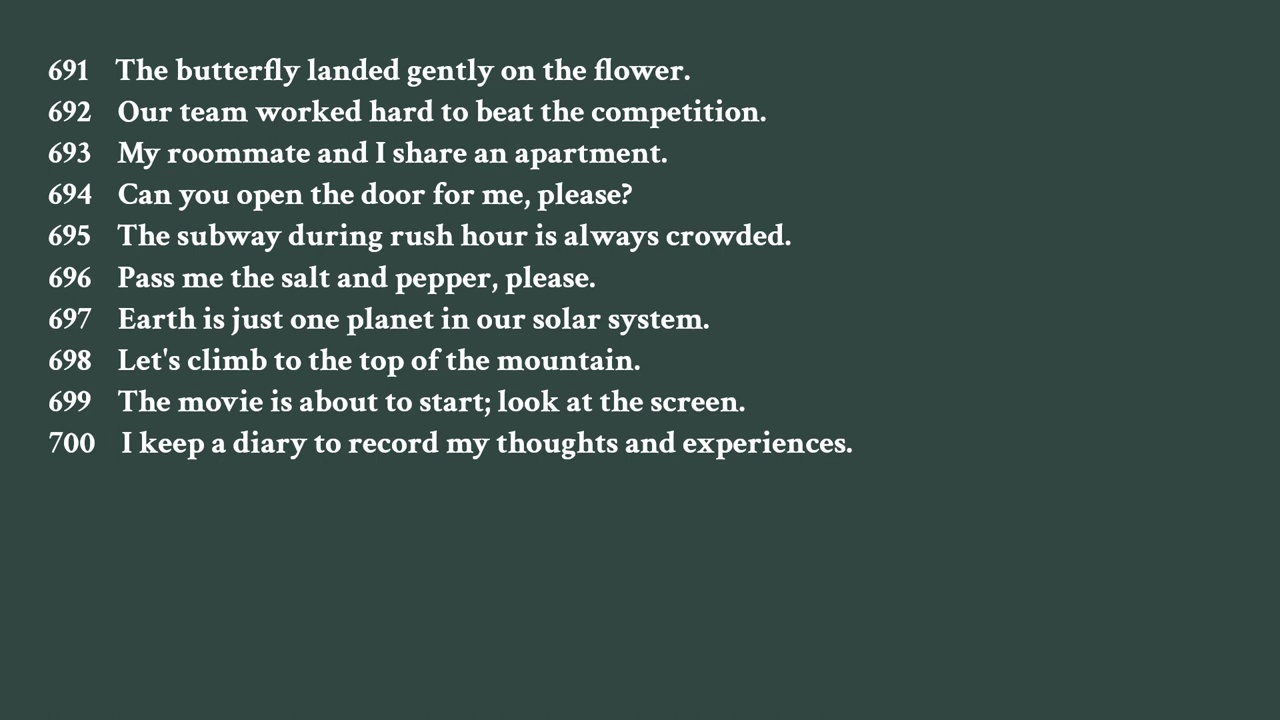 691 The butterfly landed gently on the flower.
692 Our team worked hard to beat the competition.
693 My roommate and I share an apartment.
694 Can you open the door for me, please?
695 The subway during rush hour is always crowded.
696 Pass me the salt and pepper, please.
697 Earth is just one planet in our solar system.
698 Let's climb to the top of the mountain.
699 The movie is about to start; look at the screen.
700 I keep a diary to record my thoughts and experiences.